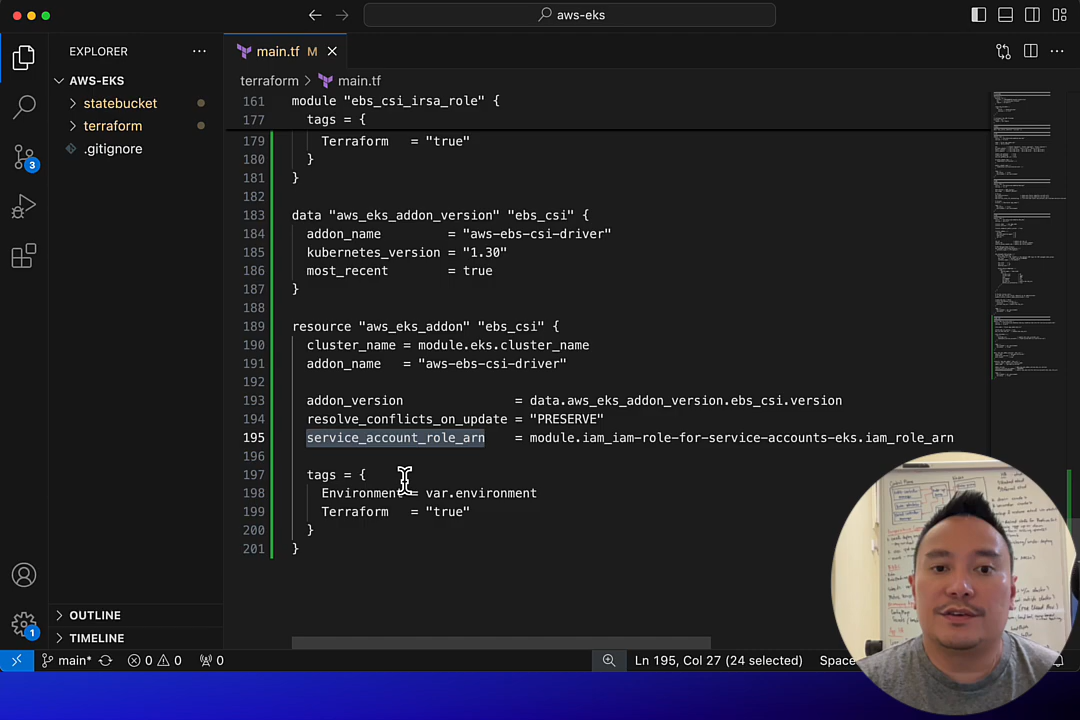 aws-eks
EXPLORER
main.tf M
AWS-EKS
statebucket
terraform
.gitignore
terraform > main.tf
161 module "ebs_csi_irsa_role" {
177 tags = {
179 Terraform = "true"
180 }
181 }
182
183 data "aws_eks_addon_version" "ebs_csi" {
184 addon_name = "aws-ebs-csi-driver"
185 kubernetes_version = "1.30"
186 most_recent = true
187 }
188
189 resource "aws_eks_addon" "ebs_csi" {
190 cluster_name = module.eks.cluster_name
191 addon_name = "aws-ebs-csi-driver"
192
193 addon_version = data.aws_eks_addon_version.ebs_csi.version
194 resolve_conflicts_on_update = "PRESERVE"
195 service_account_role_arn = module.iam_iam-role-for-service-accounts-eks.iam_role_arn
196
197 tags = {
198 Environment = var.environment
199 Terraform = "true"
200 }
201 }
3
1
OUTLINE
TIMELINE
main* 0 0 0
Ln 195, Col 27 (24 selected)